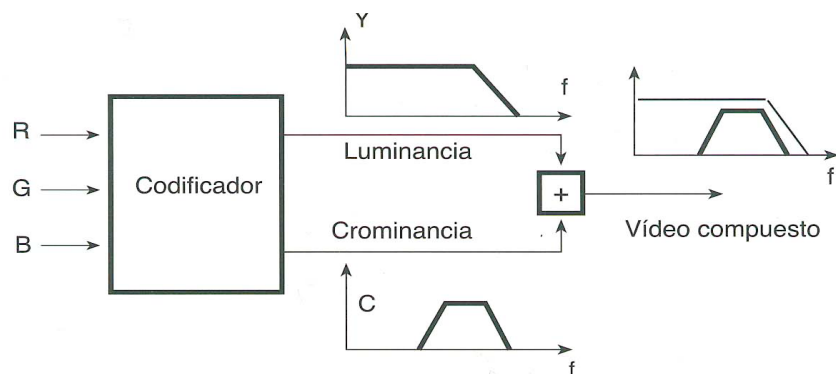 Y
f
R
Luminancia
f
G
Codificador
+
B
Crominancia
Vídeo compuesto
C
f